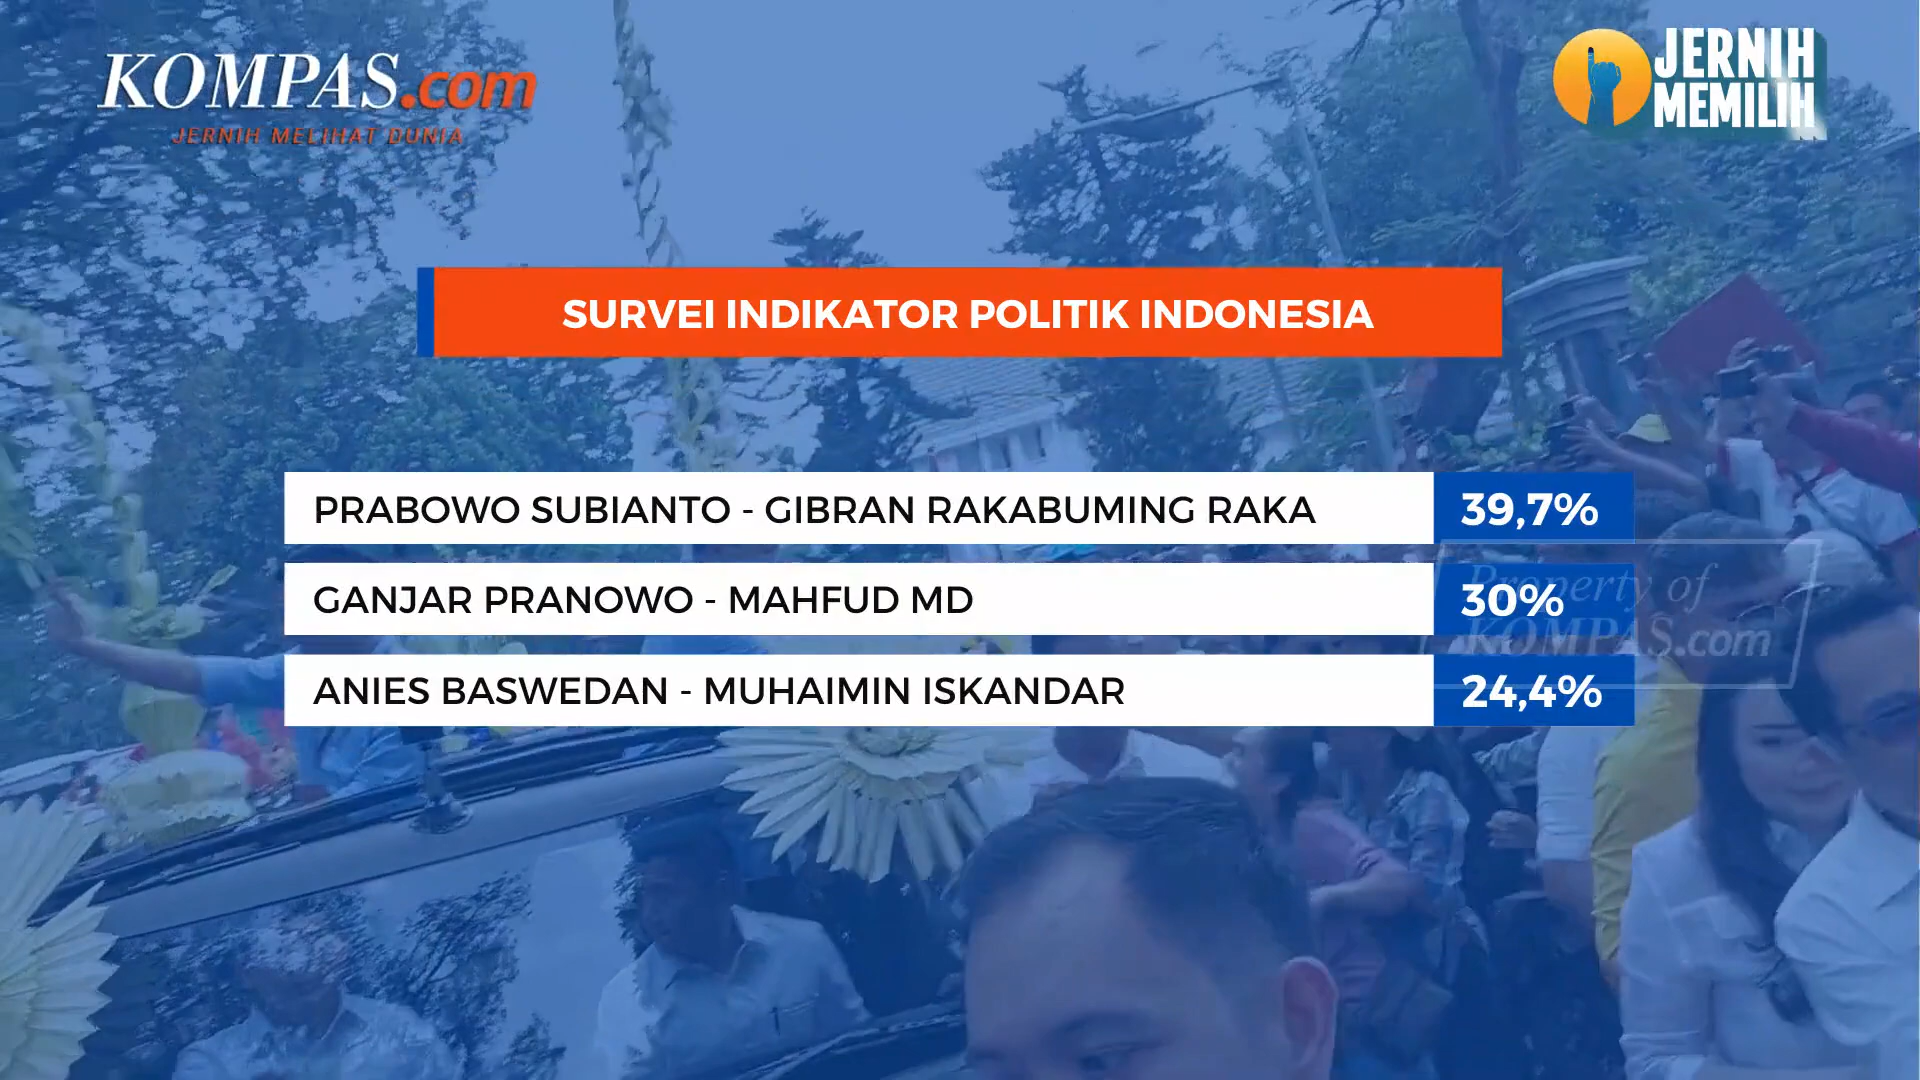 KOMPAS.com
JERNIH MELIHAT DUNIA
JERNIH
MEMILIH
SURVEI INDIKATOR POLITIK INDONESIA
PRABOWO SUBIANTO - GIBRAN RAKABUMING RAKA 39,7%
GANJAR PRANOWO - MAHFUD MD 30%
ANIES BASWEDAN - MUHAIMIN ISKANDAR 24,4%
Property of
KOMPAS.com